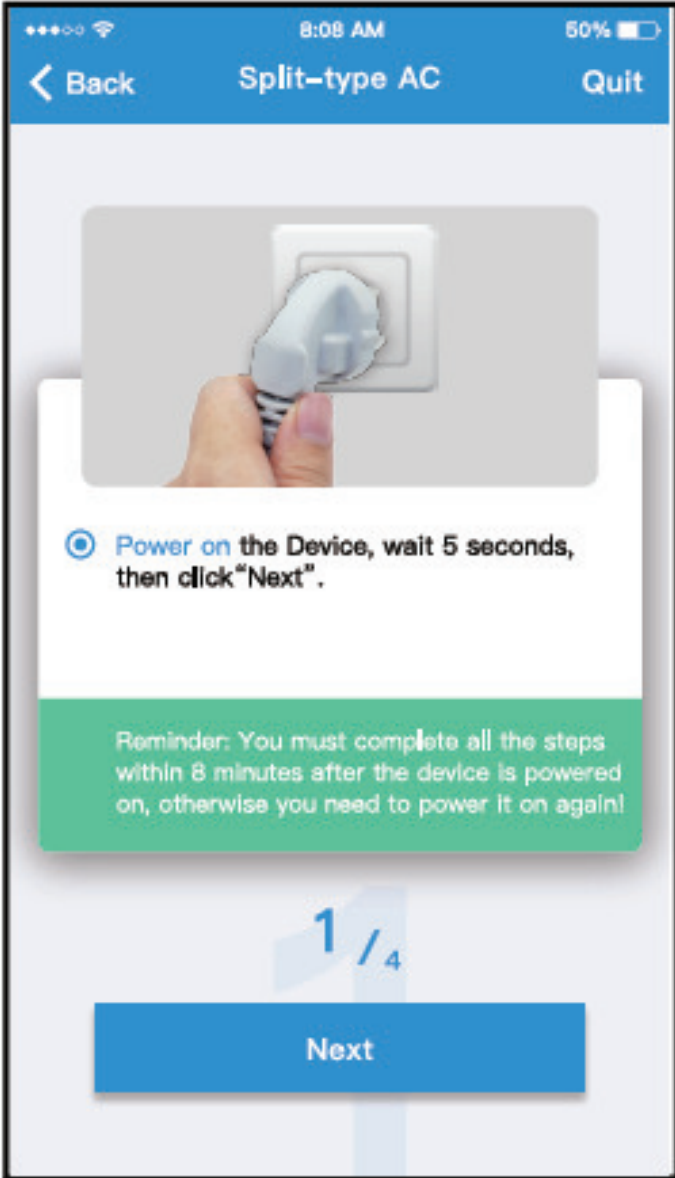 8:08 AM
50%
Back
Split-type AC
Quit
Power on the Device, wait 5 seconds,
then click“Next”.
Reminder: You must complete all the steps
within 8 minutes after the device is powered
on, otherwise you need to power it on again!
1/4
Next